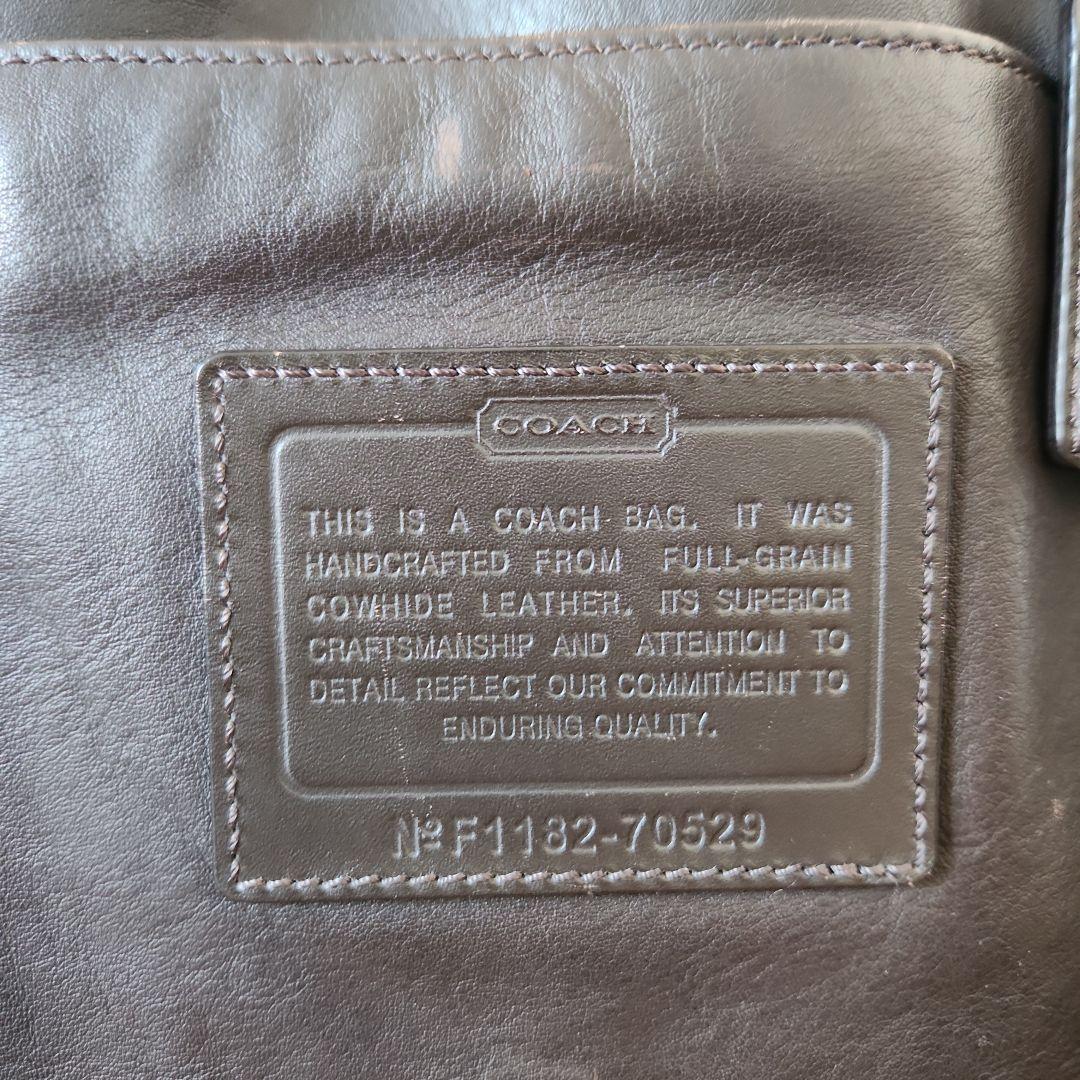 COACH
THIS IS A COACH BAG. IT WAS
HANDCRAFTED FROM FULL-GRAIN
COWHIDE LEATHER. ITS SUPERIOR
CRAFTSMANSHIP AND ATTENTION TO
DETAIL REFLECT OUR COMMITMENT TO
ENDURING QUALITY.
№ F1182-70529